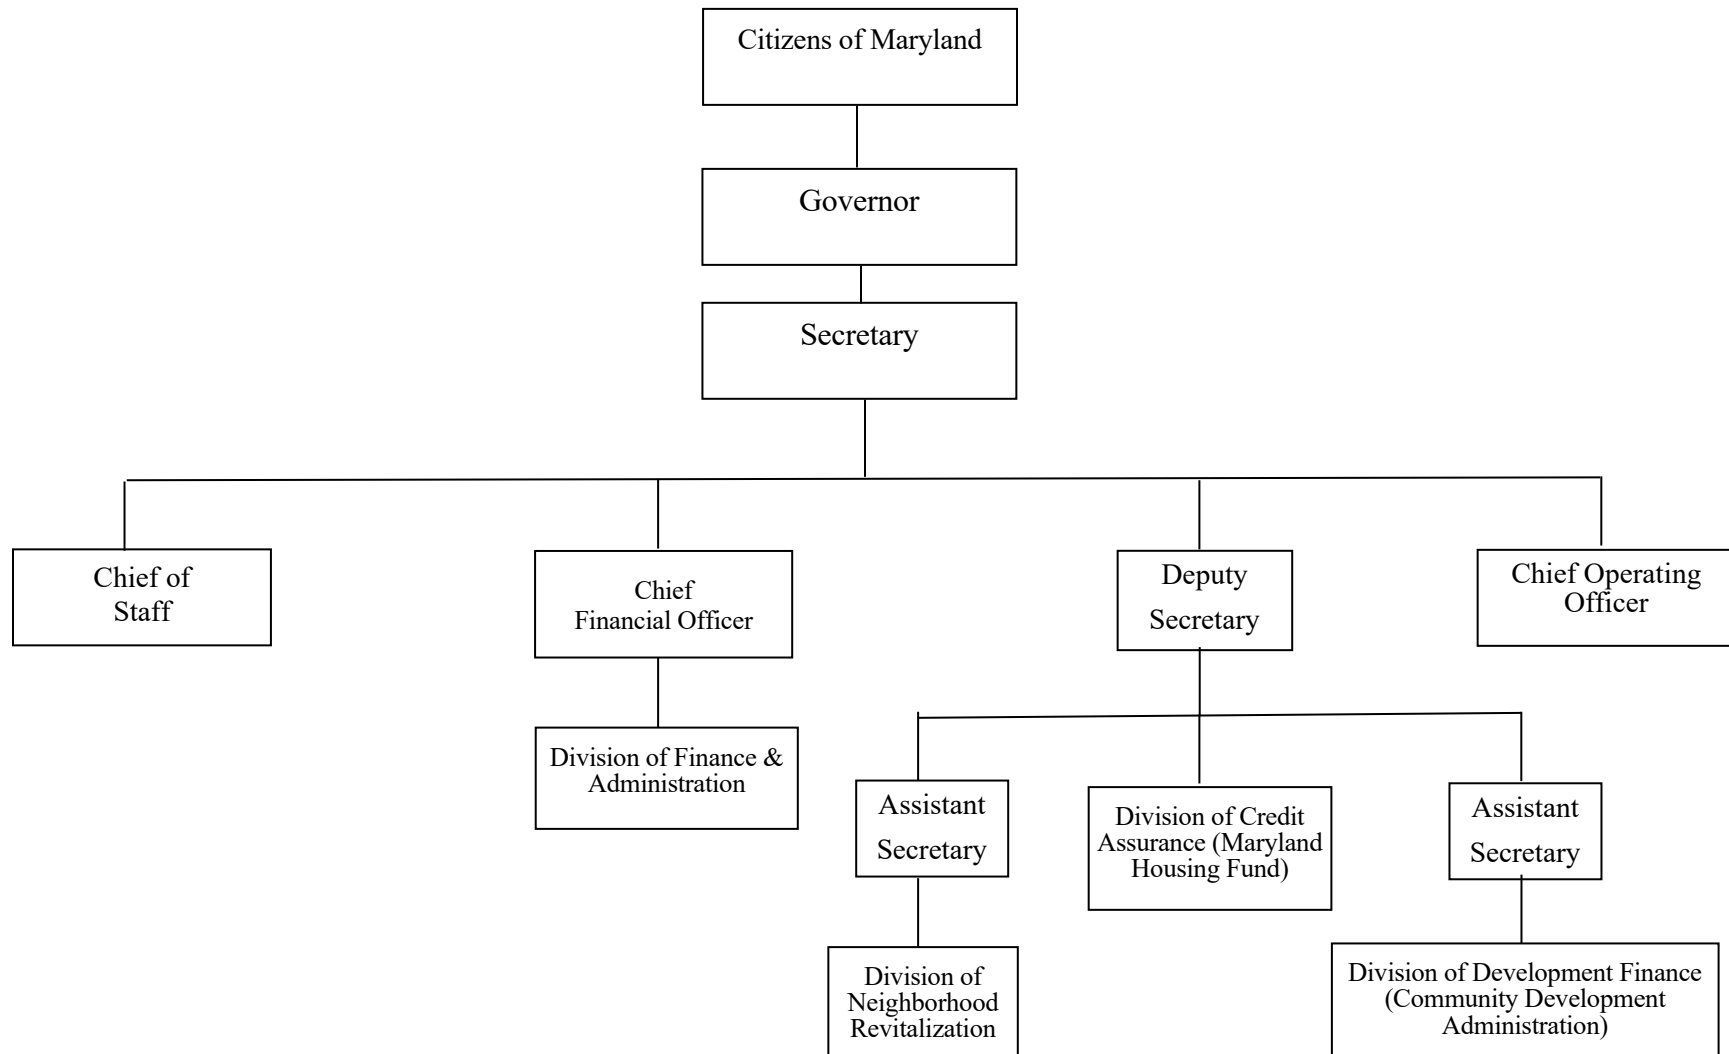 Citizens of Maryland
Governor
Secretary
Chief of
Staff
Chief
Financial Officer
Deputy
Secretary
Chief Operating
Officer
Division of Finance &
Administration
Assistant
Secretary
Division of Credit
Assurance (Maryland
Housing Fund)
Assistant
Secretary
Division of
Neighborhood
Revitalization
Division of Development Finance
(Community Development
Administration)